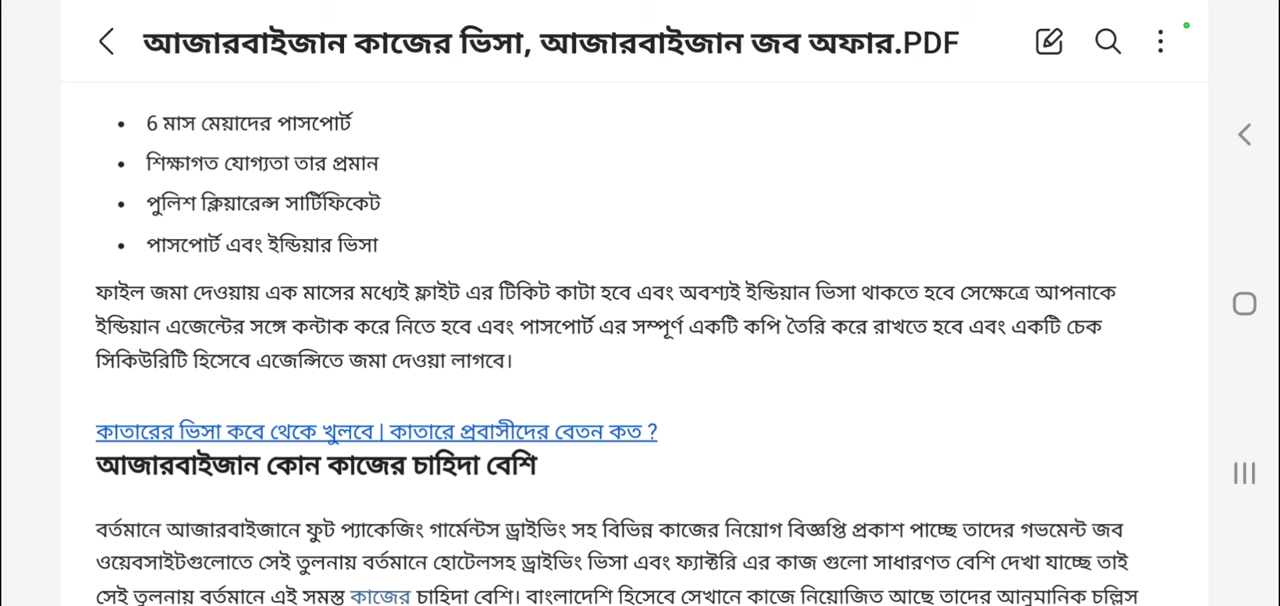 আজারবাইজান কাজের ভিসা, আজারবাইজান জব অফার.PDF
• 6 মাস মেয়াদের পাসপোর্ট
• শিক্ষাগত যোগ্যতা তার প্রমান
• পুলিশ ক্লিয়ারেন্স সার্টিফিকেট
• পাসপোর্ট এবং ইন্ডিয়ার ভিসা
ফাইল জমা দেওয়ায় এক মাসের মধ্যেই ফ্লাইট এর টিকিট কাটা হবে এবং অবশ্যই ইন্ডিয়ান ভিসা থাকতে হবে সেক্ষেত্রে আপনাকে
ইন্ডিয়ান এজেন্টের সঙ্গে কন্টাক করে নিতে হবে এবং পাসপোর্ট এর সম্পূর্ণ একটি কপি তৈরি করে রাখতে হবে এবং একটি চেক
সিকিউরিটি হিসেবে এজেন্সিতে জমা দেওয়া লাগবে।
কাতারের ভিসা কবে থেকে খুলবে | কাতারে প্রবাসীদের বেতন কত ?
আজারবাইজান কোন কাজের চাহিদা বেশি
বর্তমানে আজারবাইজানে ফুট প্যাকেজিং গার্মেন্টস ড্রাইভিং সহ বিভিন্ন কাজের নিয়োগ বিজ্ঞপ্তি প্রকাশ পাচ্ছে তাদের গভমেন্ট জব
ওয়েবসাইটগুলোতে সেই তুলনায় বর্তমানে হোটেলসহ ড্রাইভিং ভিসা এবং ফ্যাক্টরি এর কাজ গুলো সাধারণত বেশি দেখা যাচ্ছে তাই
সেই তুলনায় বর্তমানে এই সমস্ত কাজের চাহিদা বেশি। বাংলাদেশি হিসেবে সেখানে কাজে নিয়োজিত আছে তাদের আনুমানিক চল্লিস